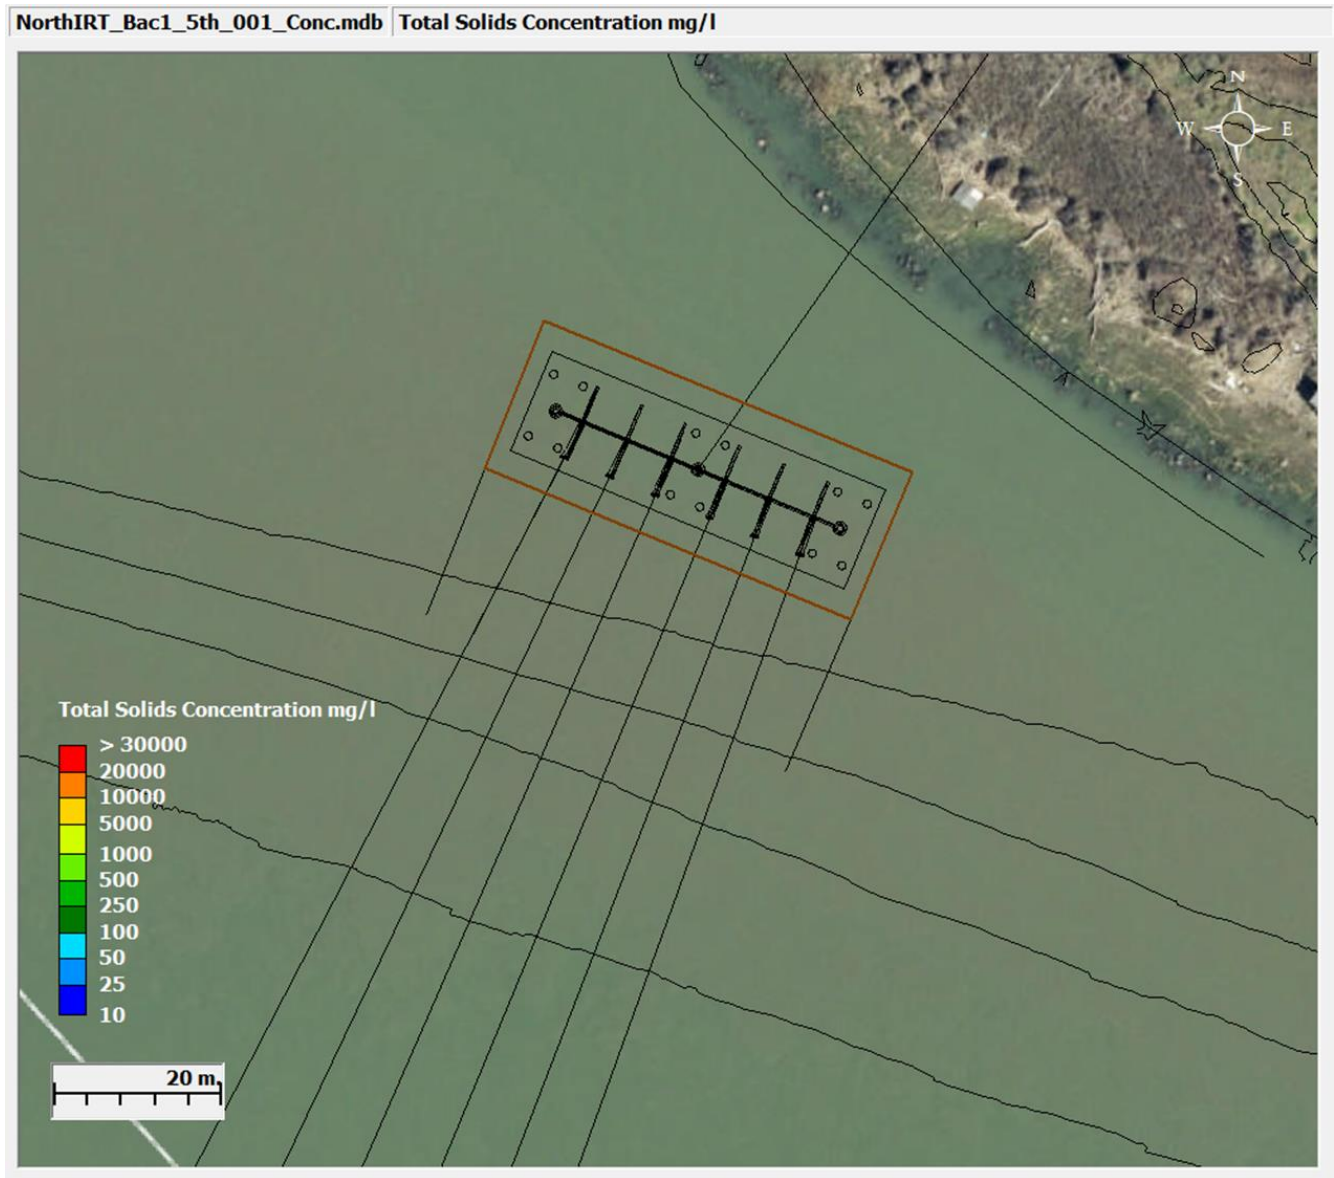 NorthIRT_Bac1_5th_001_Conc.mdb Total Solids Concentration mg/l
N
W E
S
Total Solids Concentration mg/l
> 30000
20000
10000
5000
1000
500
250
100
50
25
10
20 m.